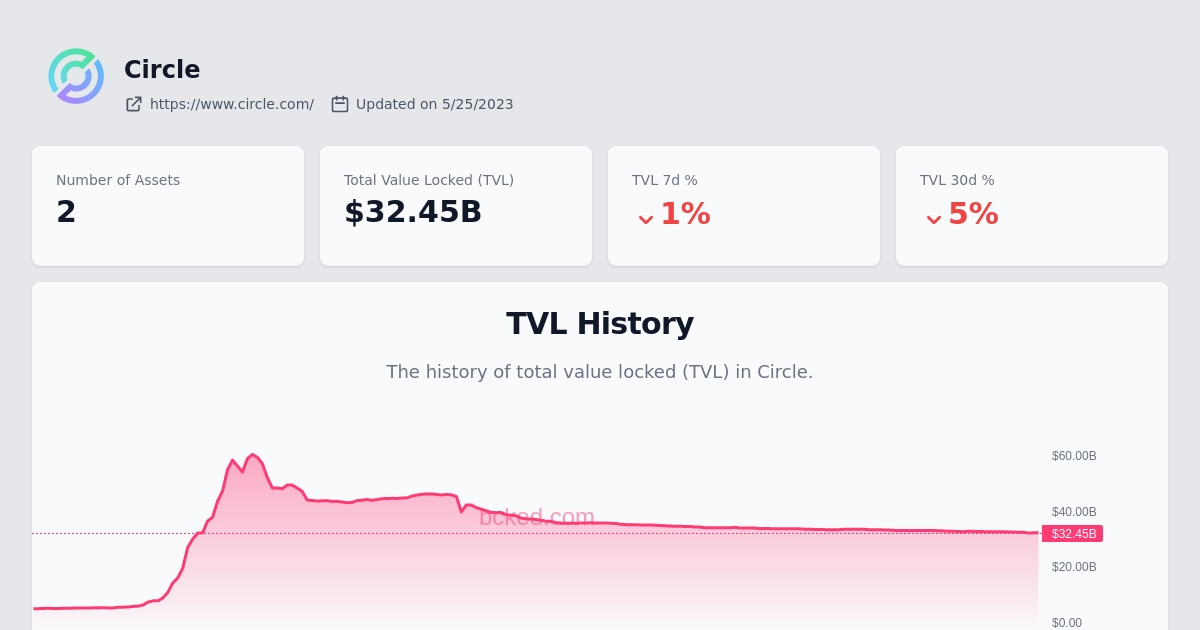 Circle
https://www.circle.com/ Updated on 5/25/2023
Number of Assets
2
Total Value Locked (TVL)
$32.45B
TVL 7d %
1%
TVL 30d %
5%
TVL History
The history of total value locked (TVL) in Circle.
$60.00B
bcked.com
$40.00B
$32.45B
$20.00B
$0.00